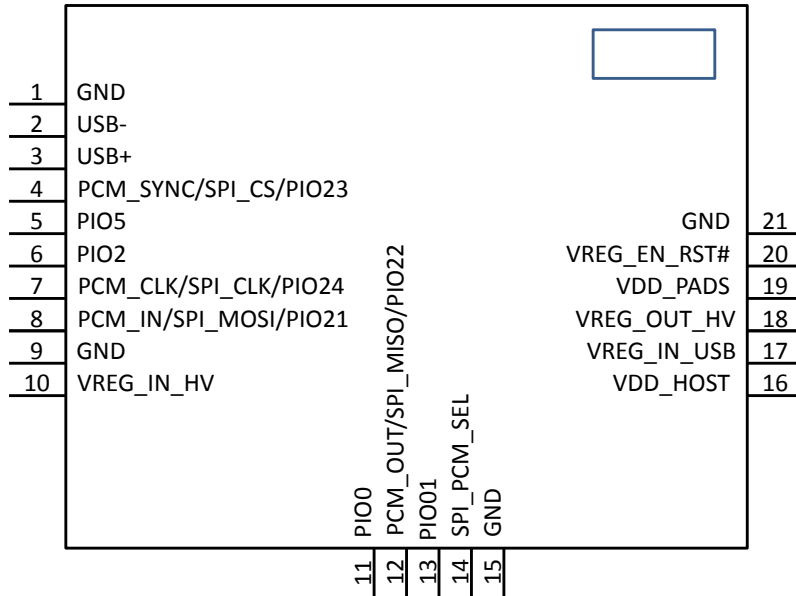 1 GND
2 USB-
3 USB+
4 PCM_SYNC/SPI_CS/PIO23
5 PIO5
6 PIO2
7 PCM_CLK/SPI_CLK/PIO24
8 PCM_IN/SPI_MOSI/PIO21
9 GND
10 VREG_IN_HV
11 PIO0
12 PCM_OUT/SPI_MISO/PIO22
13 PIO01
14 SPI_PCM_SEL
15 GND
GND 21
VREG_EN_RST# 20
VDD_PADS 19
VREG_OUT_HV 18
VREG_IN_USB 17
VDD_HOST 16